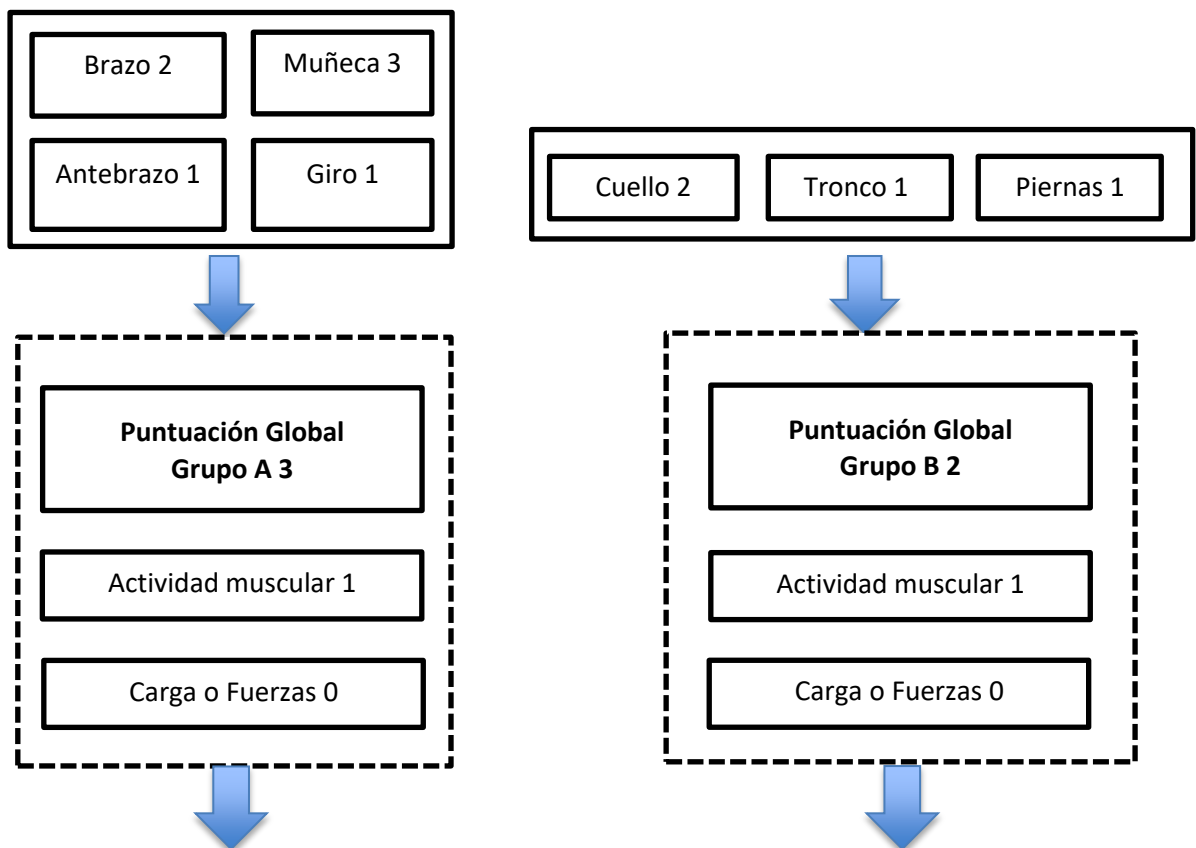 Brazo 2
Muñeca 3
Antebrazo 1
Giro 1
Cuello 2
Tronco 1
Piernas 1
Puntuación Global
Grupo A 3
Actividad muscular 1
Carga o Fuerzas 0
Puntuación Global
Grupo B 2
Actividad muscular 1
Carga o Fuerzas 0